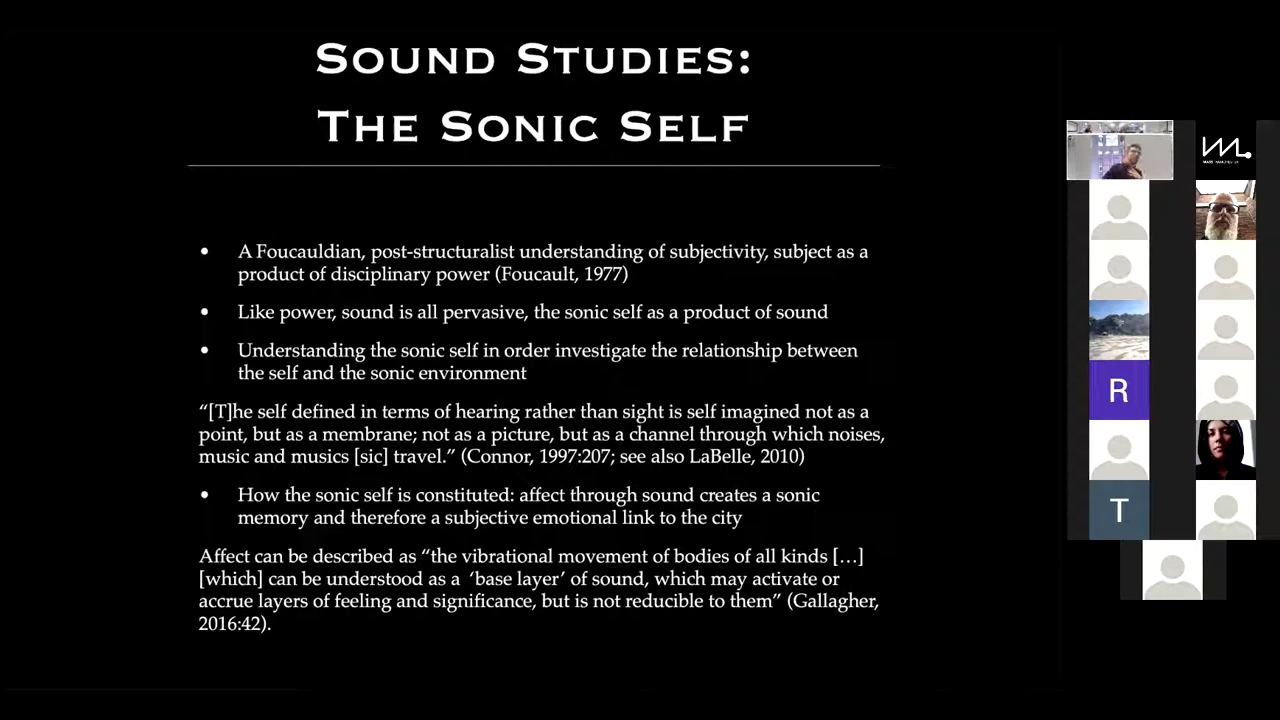 SOUND STUDIES:
THE SONIC SELF
• A Foucauldian, post-structuralist understanding of subjectivity, subject as a
product of disciplinary power (Foucault, 1977)
• Like power, sound is all pervasive, the sonic self as a product of sound
• Understanding the sonic self in order investigate the relationship between
the self and the sonic environment
“[T]he self defined in terms of hearing rather than sight is self imagined not as a
point, but as a membrane; not as a picture, but as a channel through which noises,
music and musics [sic] travel.” (Connor, 1997:207; see also LaBelle, 2010)
• How the sonic self is constituted: affect through sound creates a sonic
memory and therefore a subjective emotional link to the city
Affect can be described as “the vibrational movement of bodies of all kinds […]
[which] can be understood as a ‘base layer’ of sound, which may activate or
accrue layers of feeling and significance, but is not reducible to them” (Gallagher,
2016:42).
R
T